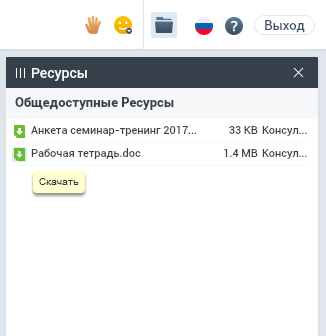 Выход
Ресурсы
Общедоступные Ресурсы
Анкета семинар-тренинг 2017... 33 KB Консул...
Рабочая тетрадь.doc 1.4 MB Консул...
Скачать